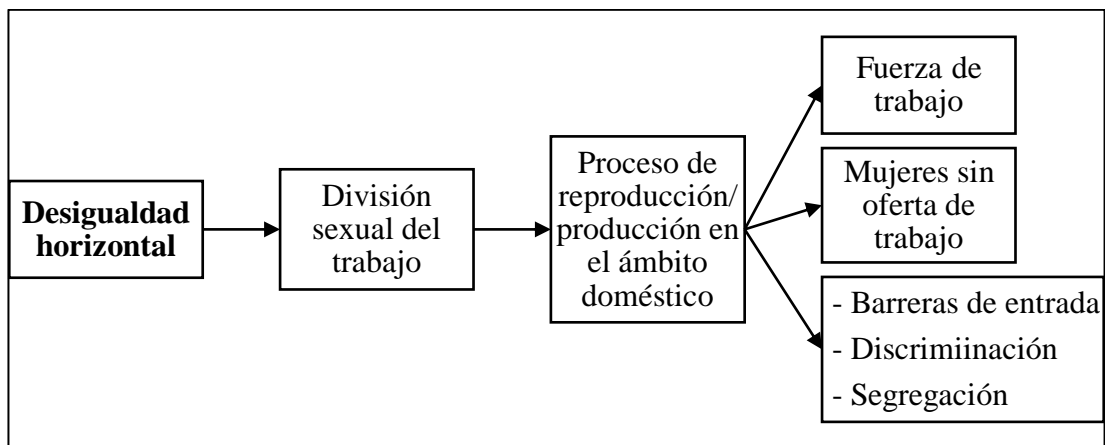 Desigualdad
horizontal
División
sexual del
trabajo
Proceso de
reproducción/
producción en
el ámbito
doméstico
Fuerza de
trabajo
Mujeres sin
oferta de
trabajo
- Barreras de entrada
- Discrimiinación
- Segregación